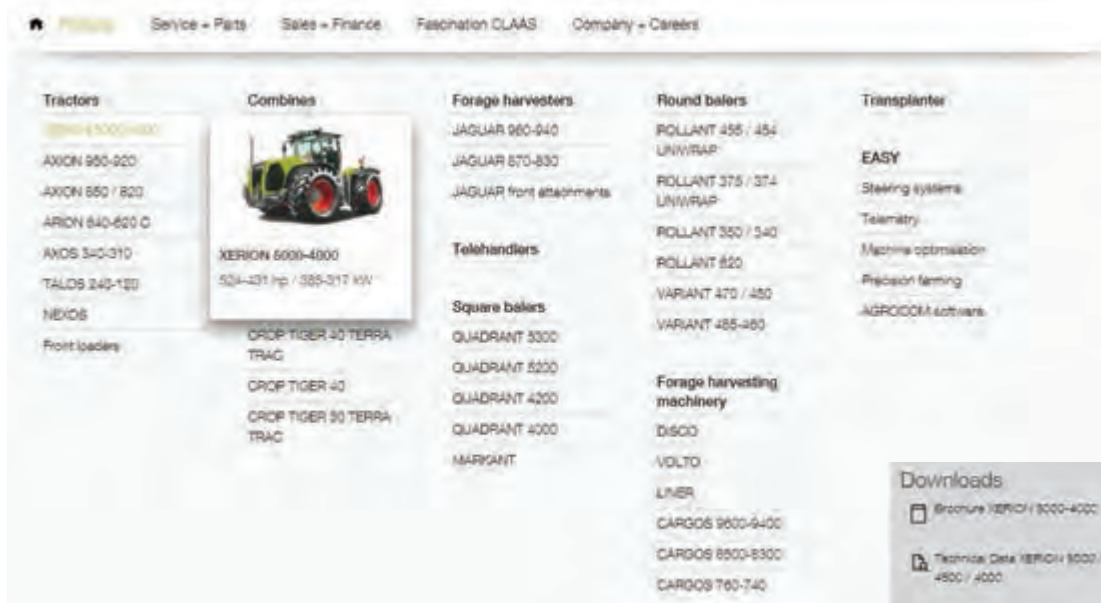 Products Service + Parts Sales + Finance Fascination CLAAS Company + Careers
Tractors
XERION 5000-4000
AXION 950-920
AXION 850 / 820
ARION 640-620 C
AXOS 340-310
TALOS 240-120
NEXOS
Front loaders
Combines
XERION 5000-4000
524-431 hp / 385-317 kW
CROP TIGER 40 TERRA
TRAC
CROP TIGER 40
CROP TIGER 30 TERRA
TRAC
Forage harvesters
JAGUAR 980-940
JAGUAR 870-830
JAGUAR front attachments
Telehandlers
Square balers
QUADRANT 5300
QUADRANT 5200
QUADRANT 4200
QUADRANT 4000
MARKANT
Round balers
ROLLANT 455 / 454
UNIWRAP
ROLLANT 375 / 374
UNIWRAP
ROLLANT 350 / 340
ROLLANT 620
VARIANT 470 / 450
VARIANT 485-460
Forage harvesting
machinery
DISCO
VOLTO
LINER
CARGOS 9600-9400
CARGOS 8500-8300
CARGOS 760-740
Transplanter
EASY
Steering systems
Telemetry
Machine optimisation
Precision farming
AGROCOM software
Downloads
Brochure XERION 5000-4000
Technical Data XERION 5000 /
4500 / 4000